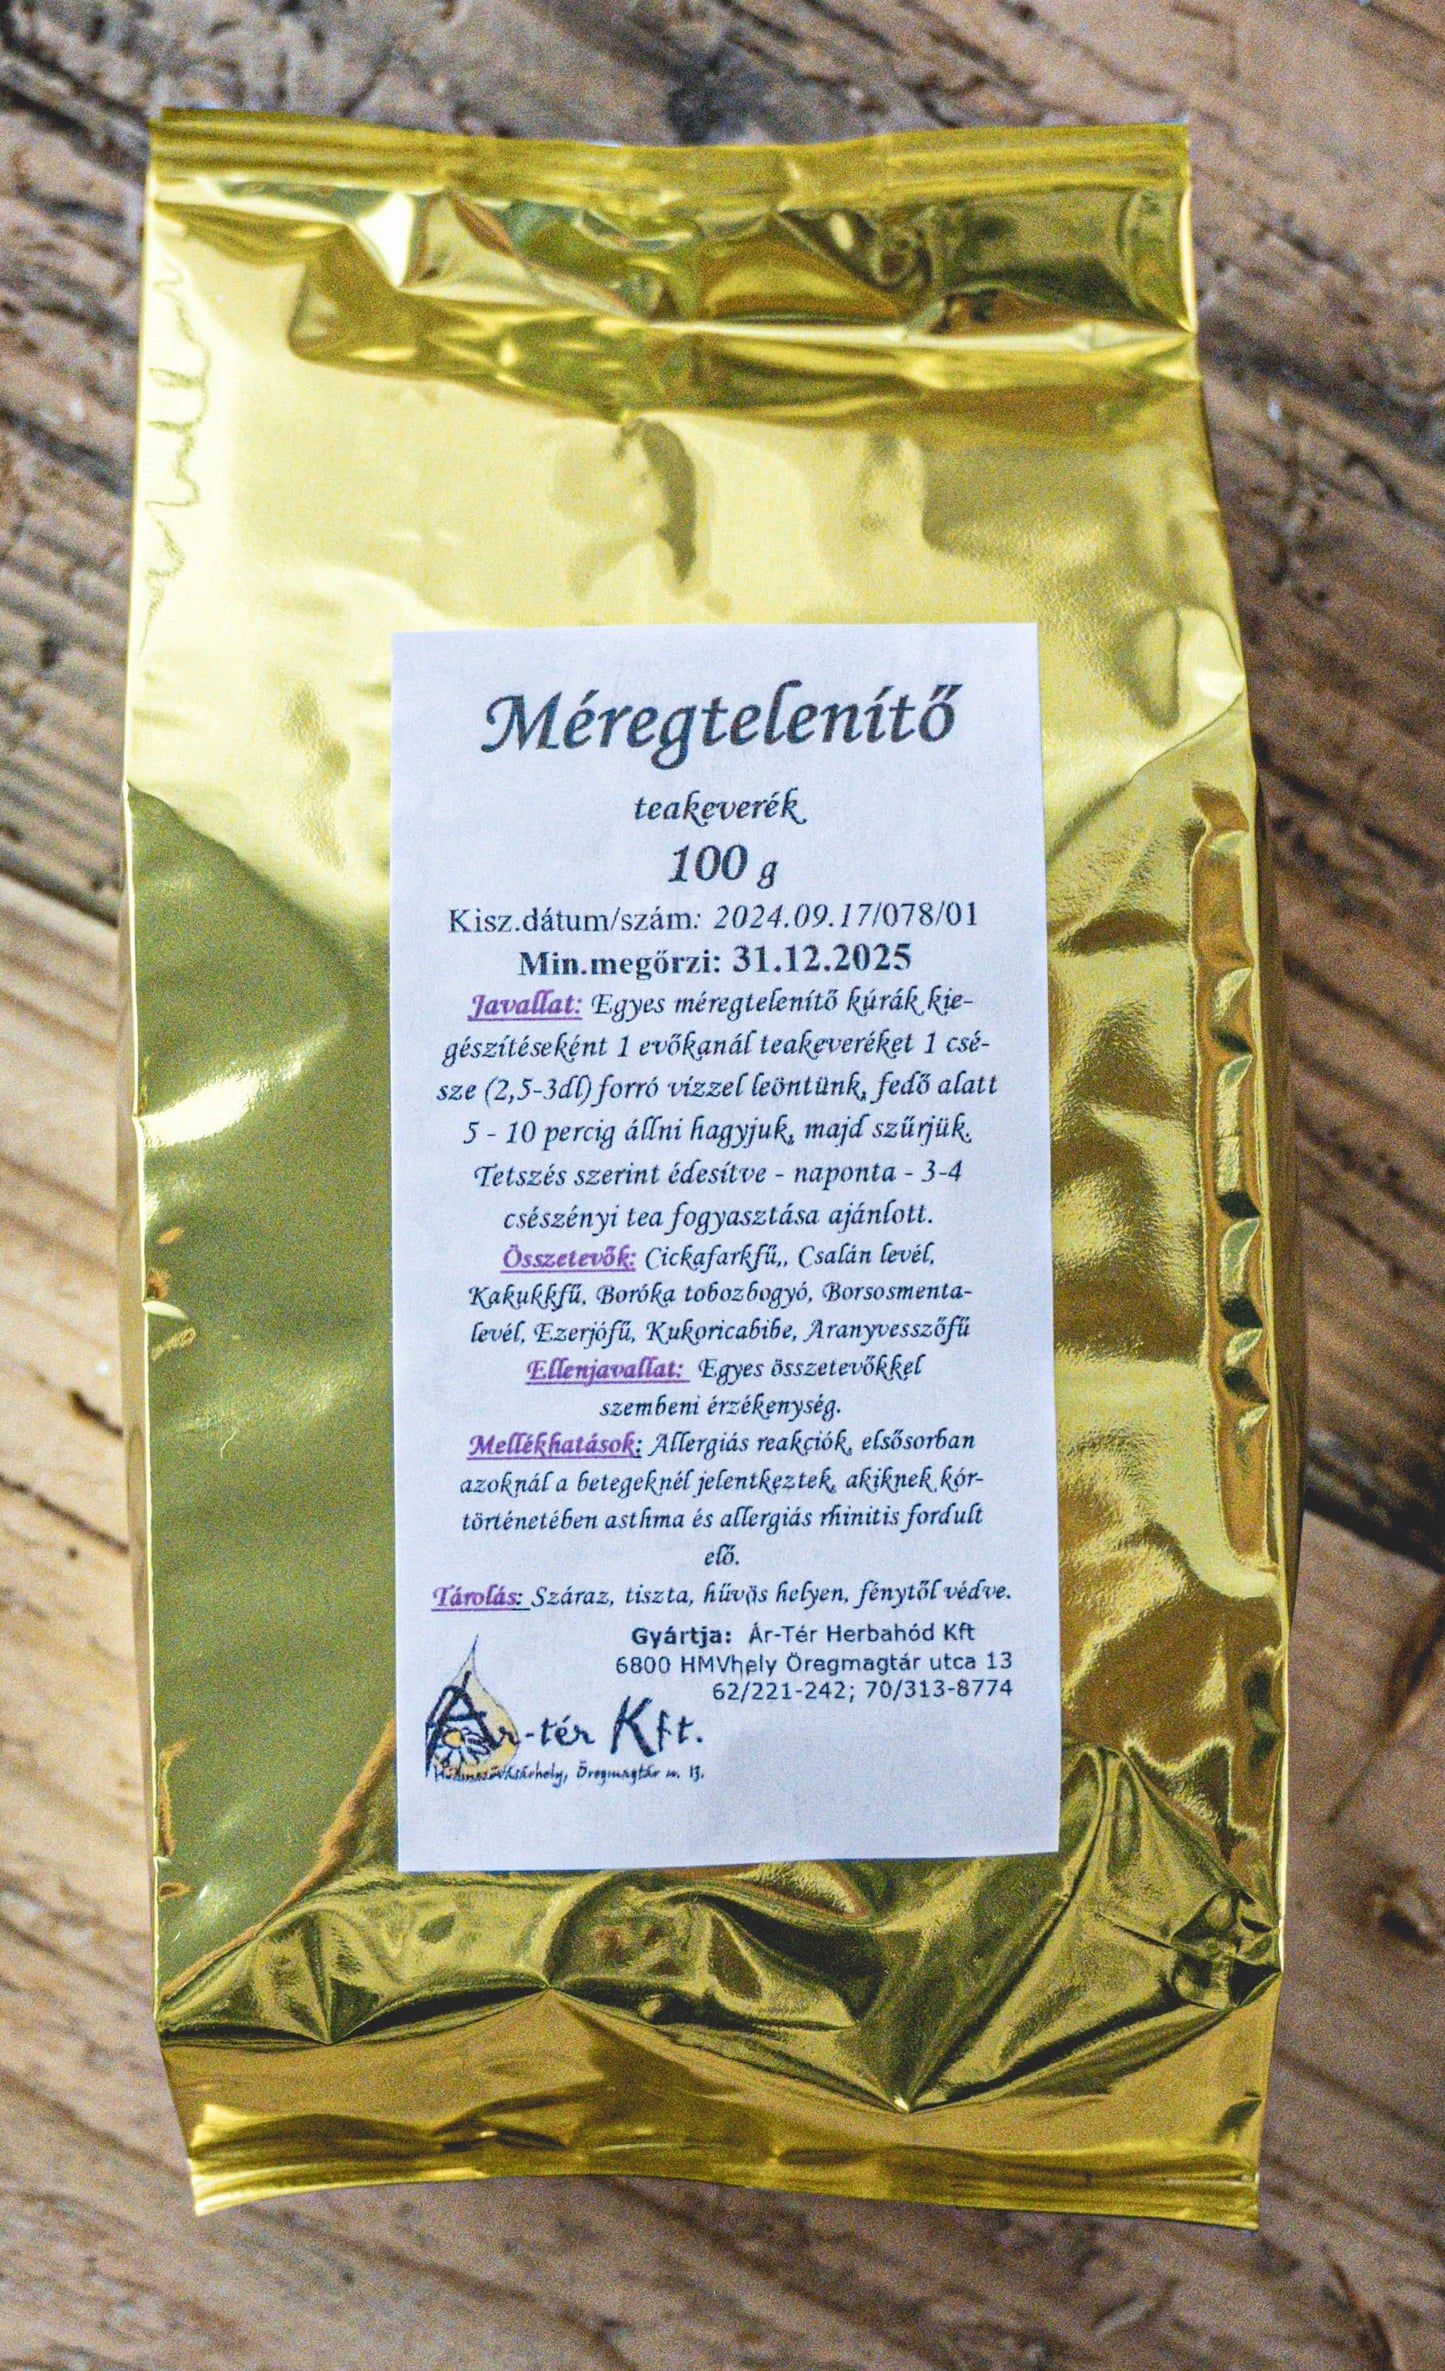 Méregtelenítő
teakeverék
100 g
Kisz.dátum/szám: 2024.09.17/078/01
Min.megőrzi: 31.12.2025
Javallat: Egyes méregtelenítő kúrák kie-
gészítéseként 1 evőkanál teakeveréket 1 csé-
sze (2,5-3dl) forró vízzel leöntünk, fedő alatt
5 - 10 percig állni hagyjuk, majd szűrjük.
Tetszés szerint édesítve - naponta - 3-4
csészényi tea fogyasztása ajánlott.
Összetevők: Cickafarkfű,, Csalán levél,
Kakukkfű, Boróka tobozbogyó, Borsosmenta-
levél, Ezerjófű, Kukoricabibe, Aranyvesszőfű
Ellenjavallat: Egyes összetevőkkel
szembeni érzékenység.
Mellékhatások: Allergiás reakciók, elsősorban
azoknál a betegeknél jelentkeztek, akiknek kór-
történetében asthma és allergiás rhinitis fordult
elő.
Tárolás: Száraz, tiszta, hűvös helyen, fénytől védve.
Gyártja: Ár-Tér Herbahód Kft
6800 HMVhely Öregmagtár utca 13
62/221-242; 70/313-8774
Ár-tér Kft.
Hódmezővásárhely, Öregmagtár u. 13.